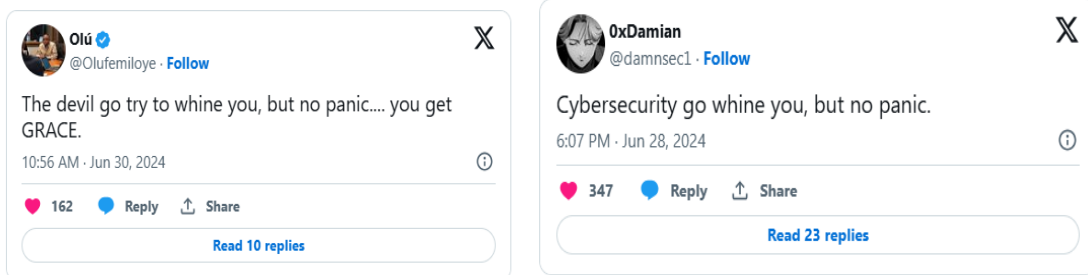 Olú
@Olufemiloye · Follow
The devil go try to whine you, but no panic.... you get
GRACE.
10:56 AM · Jun 30, 2024
162 Reply Share
Read 10 replies
0xDamian
@damnsec1 · Follow
Cybersecurity go whine you, but no panic.
6:07 PM · Jun 28, 2024
347 Reply Share
Read 23 replies